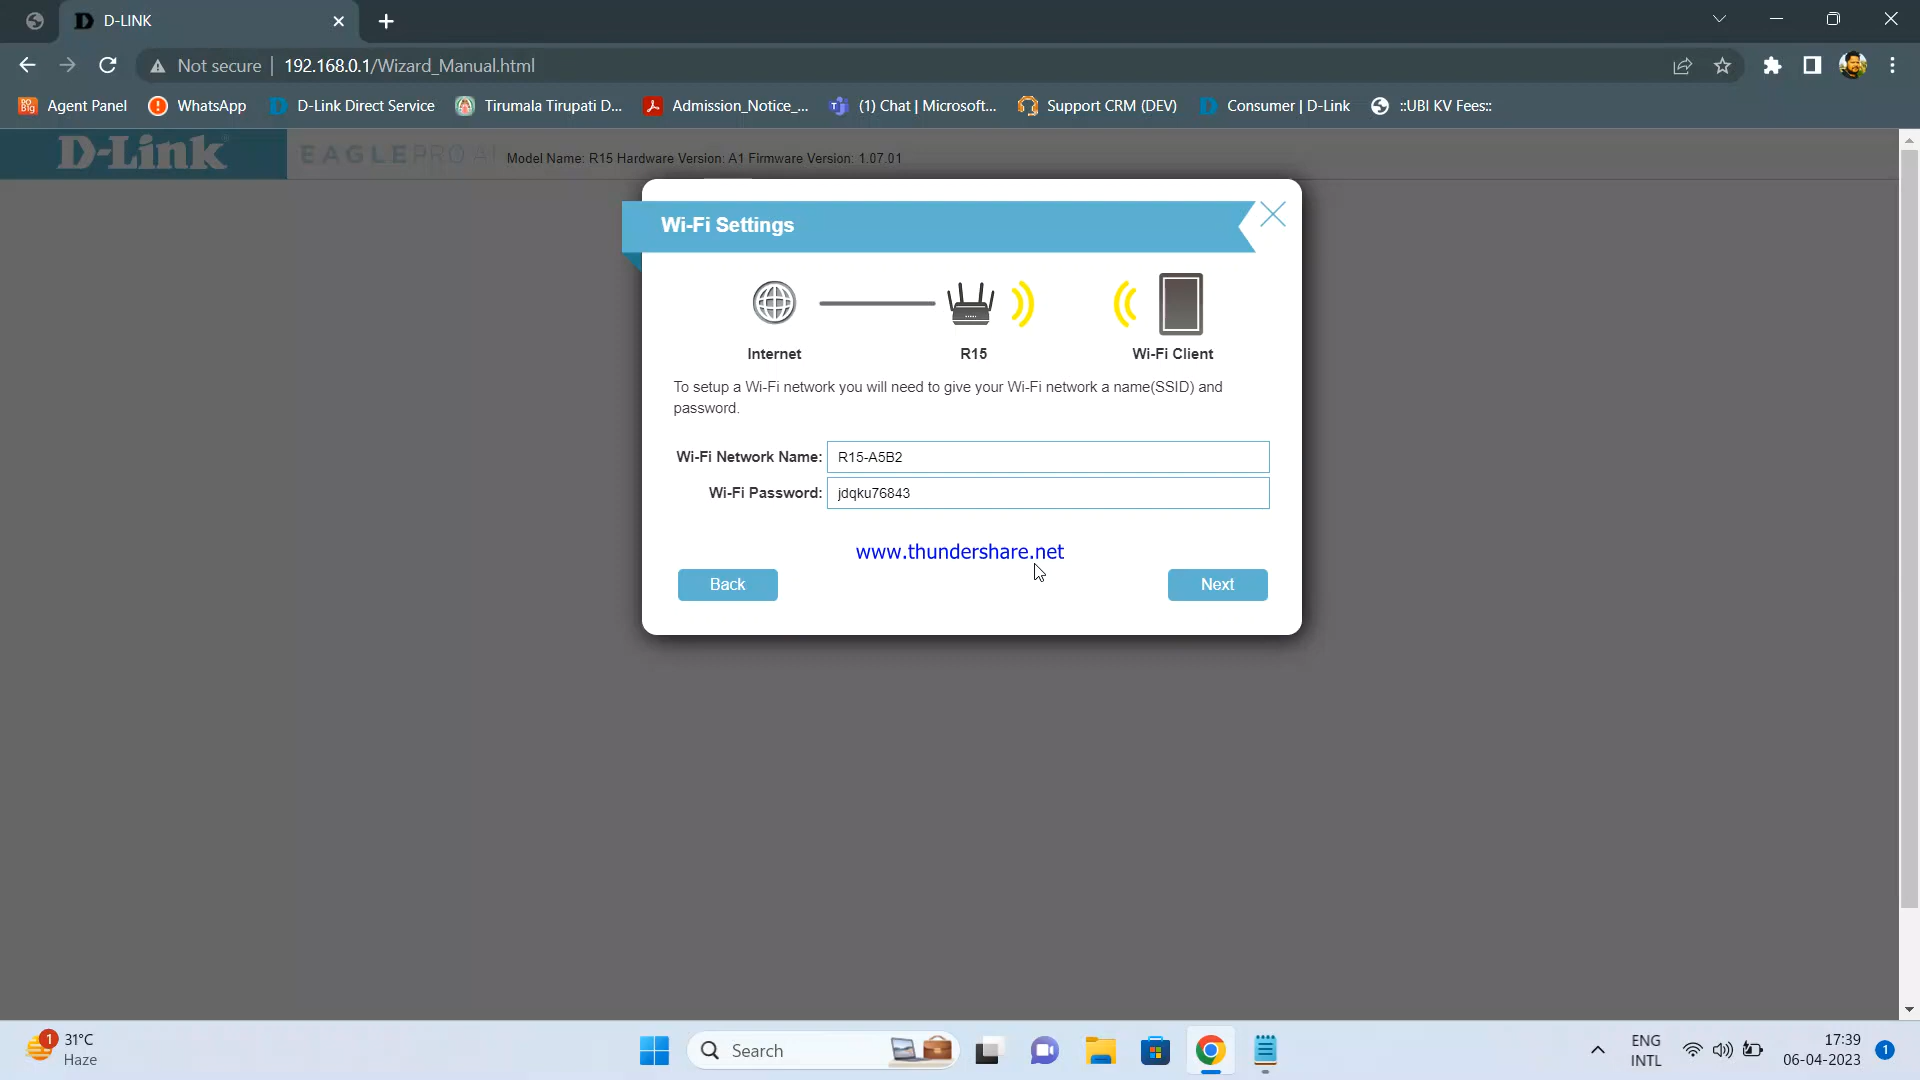 D-LINK
Not secure
192.168.0.1/Wizard_Manual.html
Agent Panel
WhatsApp
D-Link Direct Service
Tirumala Tirupati D...
Admission_Notice_...
(1) Chat | Microsoft...
Support CRM (DEV)
Consumer | D-Link
::UBI KV Fees::
D-Link
EAGLE PRO AI
Model Name: R15 Hardware Version: A1 Firmware Version: 1.07.01
Wi-Fi Settings
Internet
R15
Wi-Fi Client
To setup a Wi-Fi network you will need to give your Wi-Fi network a name(SSID) and
password.
Wi-Fi Network Name: R15-A5B2
Wi-Fi Password: jdqku76843
www.thundershare.net
Back
Next
1
31°C
Haze
Search
ENG
INTL
17:39
06-04-2023
1